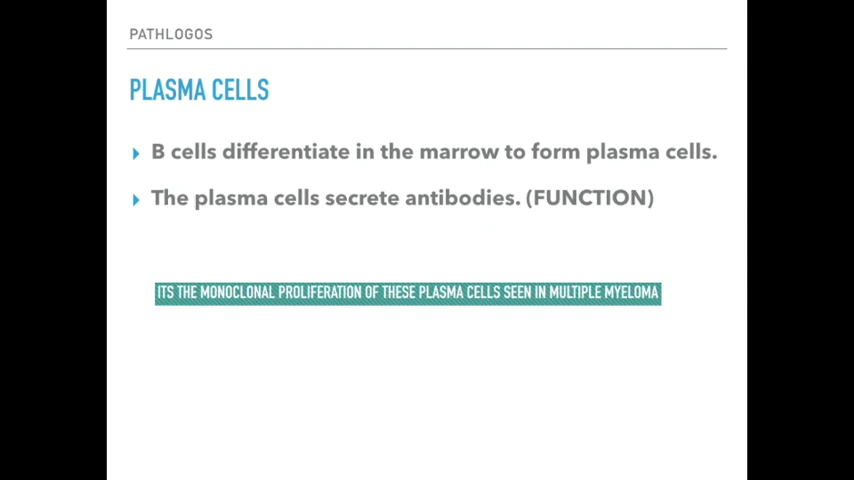 PATHLOGOS
PLASMA CELLS
B cells differentiate in the marrow to form plasma cells.
The plasma cells secrete antibodies. (FUNCTION)
ITS THE MONOCLONAL PROLIFERATION OF THESE PLASMA CELLS SEEN IN MULTIPLE MYELOMA